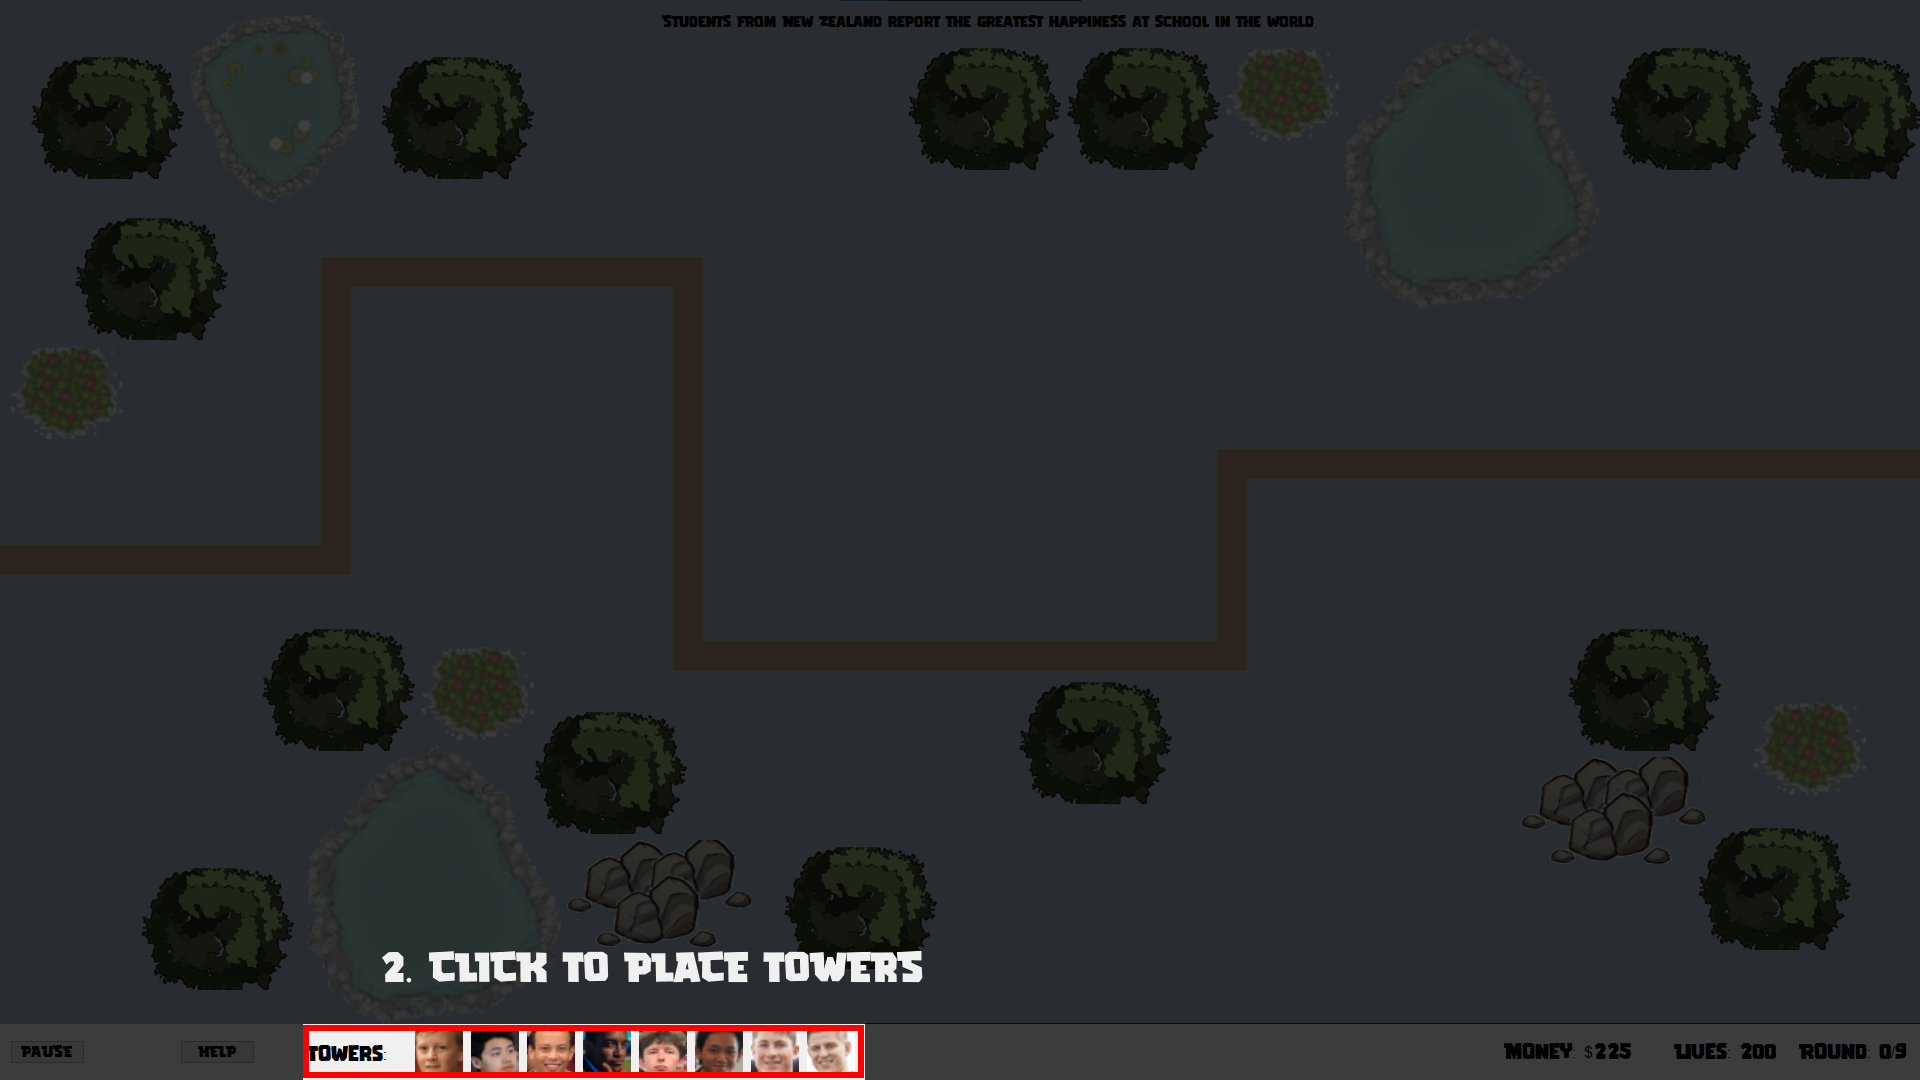 STUDENTS FROM NEW ZEALAND REPORT THE GREATEST HAPPINESS AT SCHOOL IN THE WORLD
2. CLICK TO PLACE TOWERS
PAUSE HELP TOWERS: MONEY: $225 LIVES: 200 ROUND: 0/9